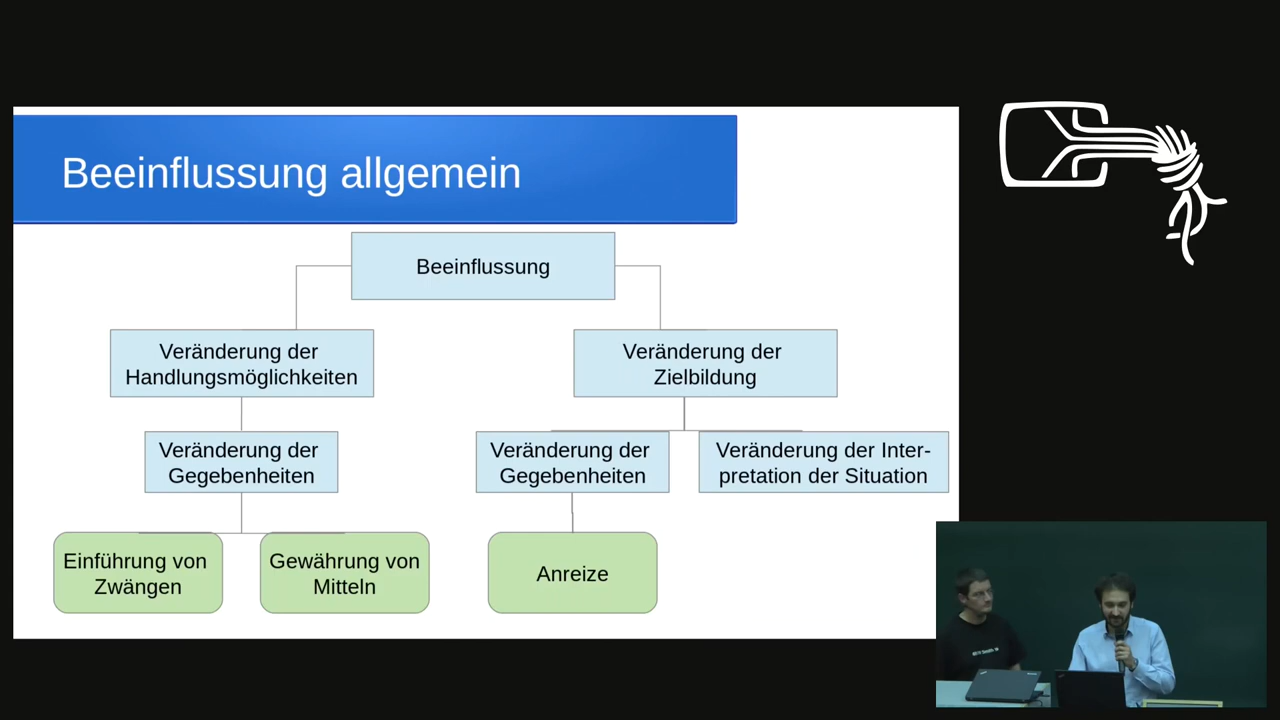 Beeinflussung allgemein
Beeinflussung
Veränderung der
Handlungsmöglichkeiten
Veränderung der
Zielbildung
Veränderung der
Gegebenheiten
Veränderung der
Gegebenheiten
Veränderung der Inter-
pretation der Situation
Einführung von
Zwängen
Gewährung von
Mitteln
Anreize